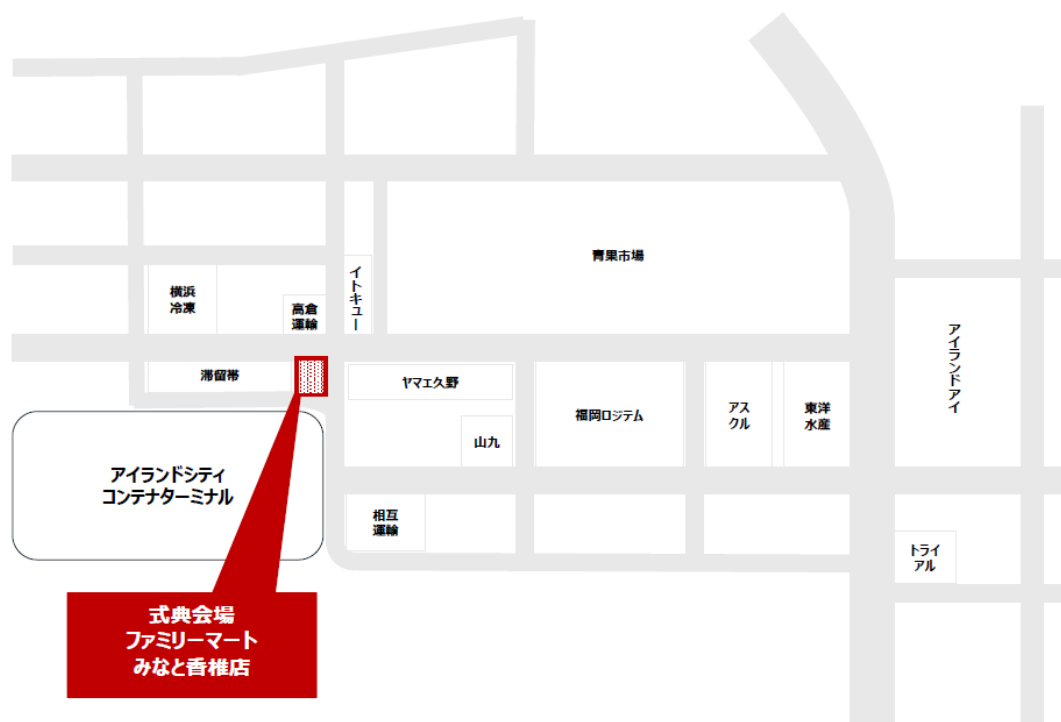 青果市場
イトキュー
横浜
冷凍
高倉
運輸
アイランドアイ
滞留帯
ヤマエ久野
福岡ロジテム
アス
クル
東洋
水産
山九
アイランドシティ
コンテナターミナル
相互
運輸
トライ
アル
式典会場
ファミリーマート
みなと香椎店